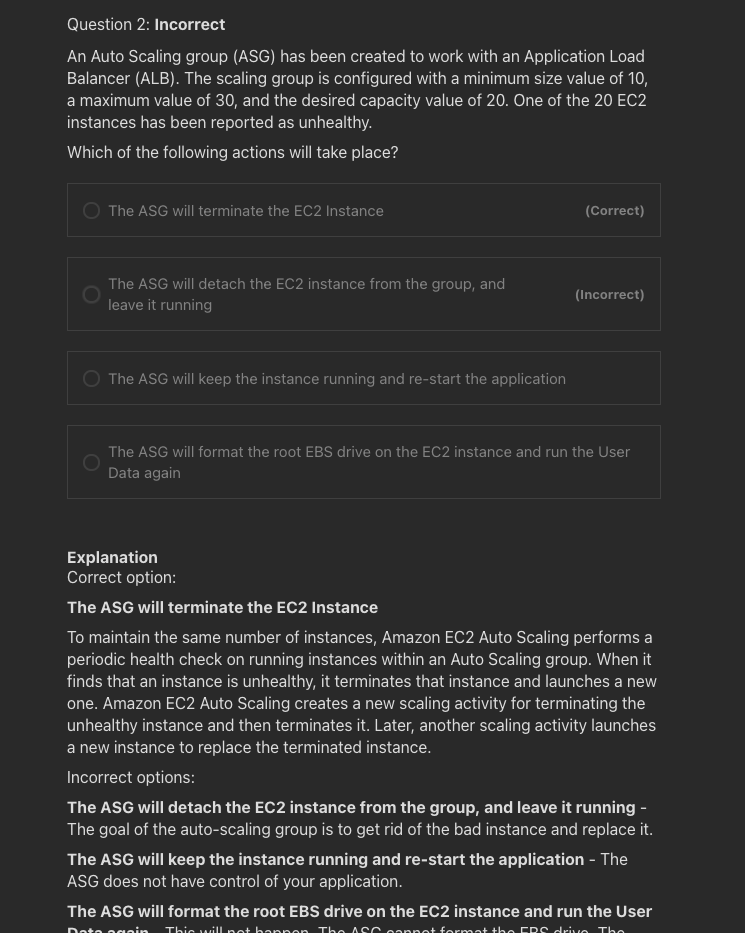 Question 2: Incorrect
An Auto Scaling group (ASG) has been created to work with an Application Load
Balancer (ALB). The scaling group is configured with a minimum size value of 10,
a maximum value of 30, and the desired capacity value of 20. One of the 20 EC2
instances has been reported as unhealthy.
Which of the following actions will take place?
The ASG will terminate the EC2 Instance (Correct)
The ASG will detach the EC2 instance from the group, and
leave it running (Incorrect)
The ASG will keep the instance running and re-start the application
The ASG will format the root EBS drive on the EC2 instance and run the User
Data again
Explanation
Correct option:
The ASG will terminate the EC2 Instance
To maintain the same number of instances, Amazon EC2 Auto Scaling performs a
periodic health check on running instances within an Auto Scaling group. When it
finds that an instance is unhealthy, it terminates that instance and launches a new
one. Amazon EC2 Auto Scaling creates a new scaling activity for terminating the
unhealthy instance and then terminates it. Later, another scaling activity launches
a new instance to replace the terminated instance.
Incorrect options:
The ASG will detach the EC2 instance from the group, and leave it running -
The goal of the auto-scaling group is to get rid of the bad instance and replace it.
The ASG will keep the instance running and re-start the application - The
ASG does not have control of your application.
The ASG will format the root EBS drive on the EC2 instance and run the User
Data again - This will not happen. The ASG cannot format the EBS drive. The